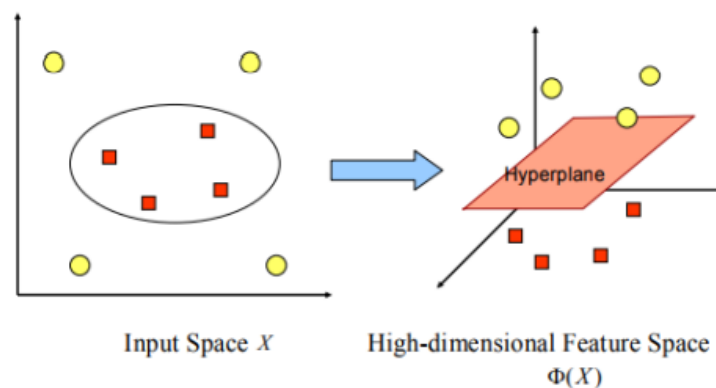 Hyperplane
Input Space X
High-dimensional Feature Space
Φ(X)